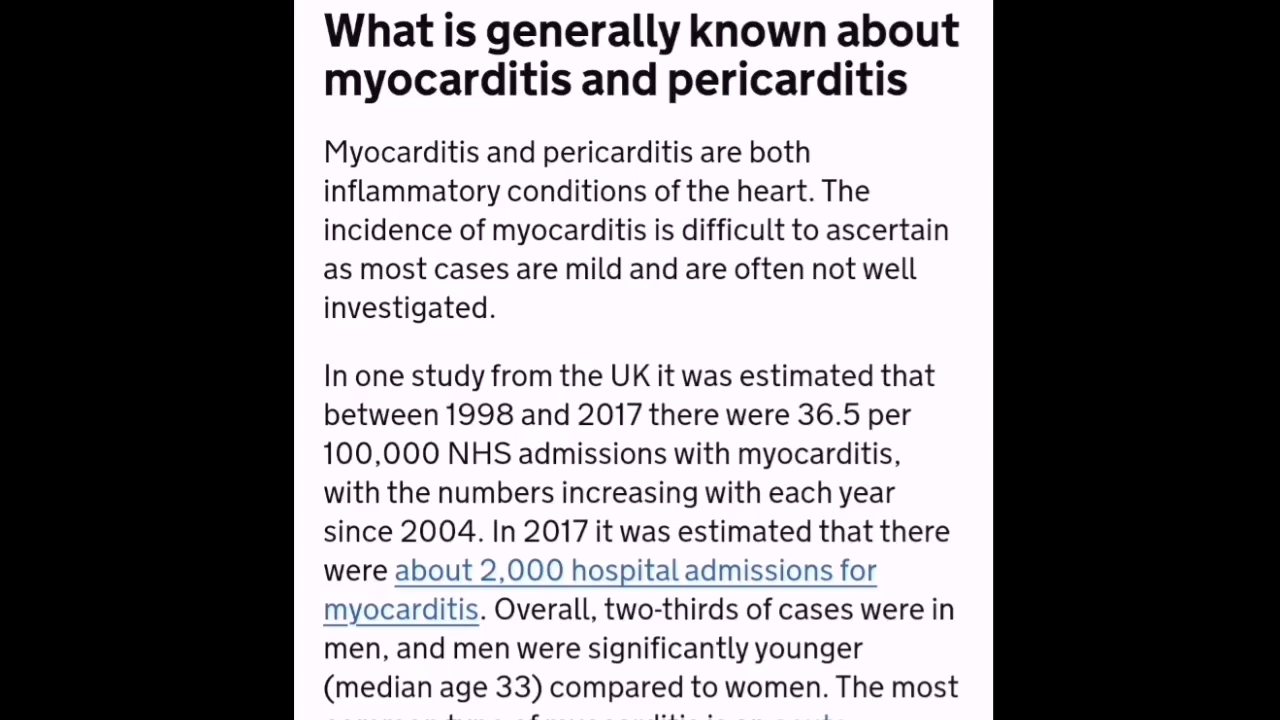 What is generally known about
myocarditis and pericarditis
Myocarditis and pericarditis are both
inflammatory conditions of the heart. The
incidence of myocarditis is difficult to ascertain
as most cases are mild and are often not well
investigated.
In one study from the UK it was estimated that
between 1998 and 2017 there were 36.5 per
100,000 NHS admissions with myocarditis,
with the numbers increasing with each year
since 2004. In 2017 it was estimated that there
were about 2,000 hospital admissions for
myocarditis. Overall, two-thirds of cases were in
men, and men were significantly younger
(median age 33) compared to women. The most